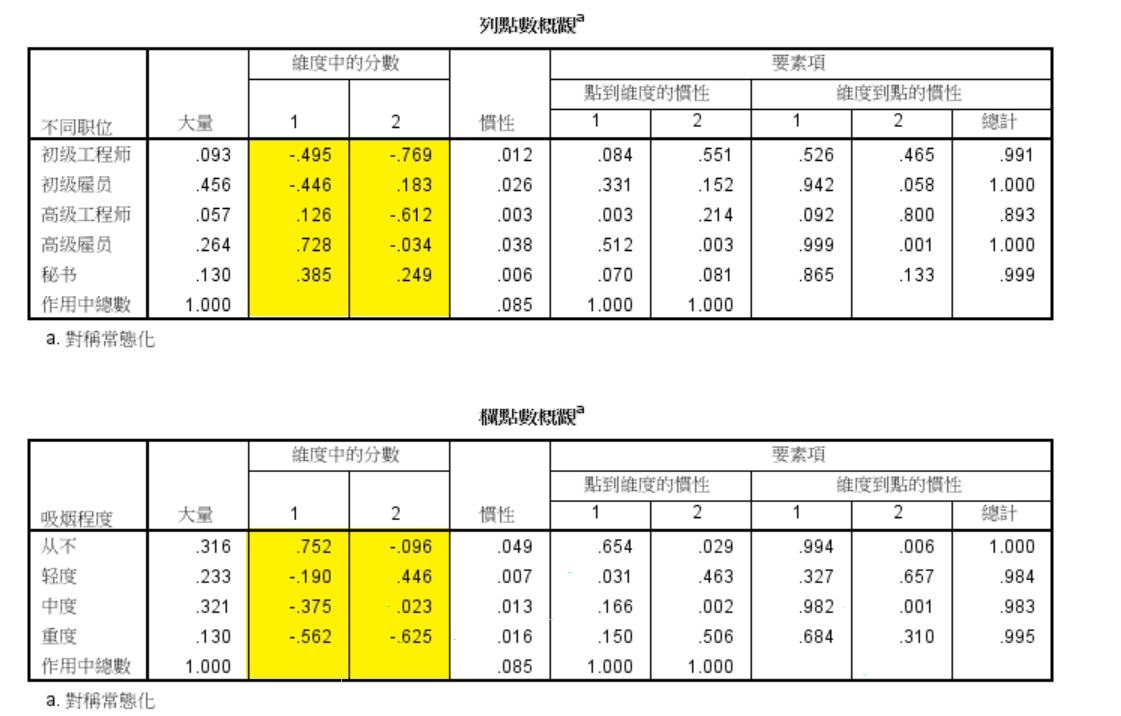 列點數概觀a
維度中的分數 要素項
點到維度的慣性 維度到點的慣性
不同职位 大量 1 2 慣性 1 2 1 2 總計
初级工程师 .093 -.495 -.769 .012 .084 .551 .526 .465 .991
初级雇员 .456 -.446 .183 .026 .331 .152 .942 .058 1.000
高级工程师 .057 .126 -.612 .003 .003 .214 .092 .800 .893
高级雇员 .264 .728 -.034 .038 .512 .003 .999 .001 1.000
秘书 .130 .385 .249 .006 .070 .081 .865 .133 .999
作用中總數 1.000 .085 1.000 1.000
a. 對稱常態化
欄點數概觀a
維度中的分數 要素項
點到維度的慣性 維度到點的慣性
吸烟程度 大量 1 2 慣性 1 2 1 2 總計
从不 .316 .752 -.096 .049 .654 .029 .994 .006 1.000
轻度 .233 -.190 .446 .007 .031 .463 .327 .657 .984
中度 .321 -.375 .023 .013 .166 .002 .982 .001 .983
重度 .130 -.562 -.625 .016 .150 .506 .684 .310 .995
作用中總數 1.000 .085 1.000 1.000
a. 對稱常態化